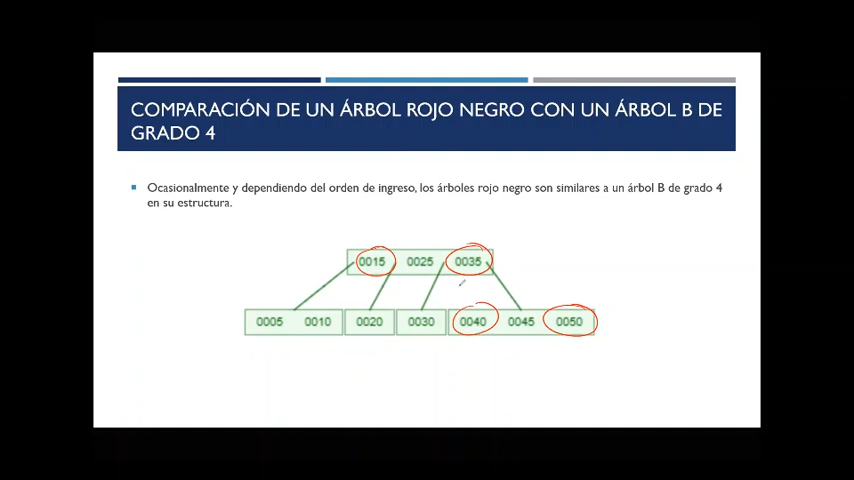 COMPARACIÓN DE UN ÁRBOL ROJO NEGRO CON UN ÁRBOL B DE
GRADO 4
Ocasionalmente y dependiendo del orden de ingreso, los árboles rojo negro son similares a un árbol B de grado 4
en su estructura.
0015 0025 0035
0005 0010 0020 0030 0040 0045 0050